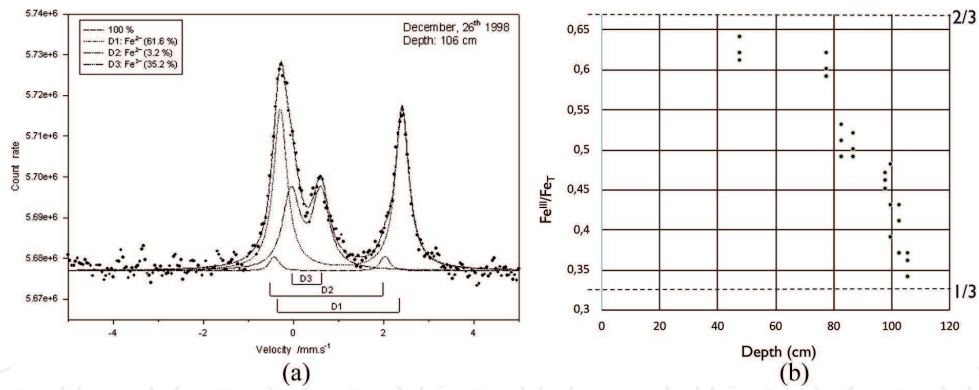 5.74e+6
5.73e+6
5.72e+6
5.71e+6
5.70e+6
5.69e+6
5.68e+6
5.67e+6
Count rate
100 %
D1: Fe²⁺ (61.6 %)
D2: Fe²⁺ (3.2 %)
D3: Fe³⁺ (35.2 %)
December, 26th 1998
Depth: 106 cm
D3
D2
D1
-4 -2 0 2 4
Velocity /mm.s⁻¹
(a)
2/3
0,65
0,6
0,55
0,5
0,45
0,4
0,35
0,3
Feᴵᴵᴵ/Feₜ
1/3
0 20 40 60 80 100 120
Depth (cm)
(b)